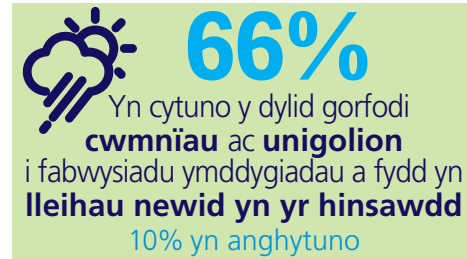 66%
Yn cytuno y dylid gorfodi
cwmnïau ac unigolion
i fabwysiadu ymddygiadau a fydd yn
lleihau newid yn yr hinsawdd
10% yn anghytuno